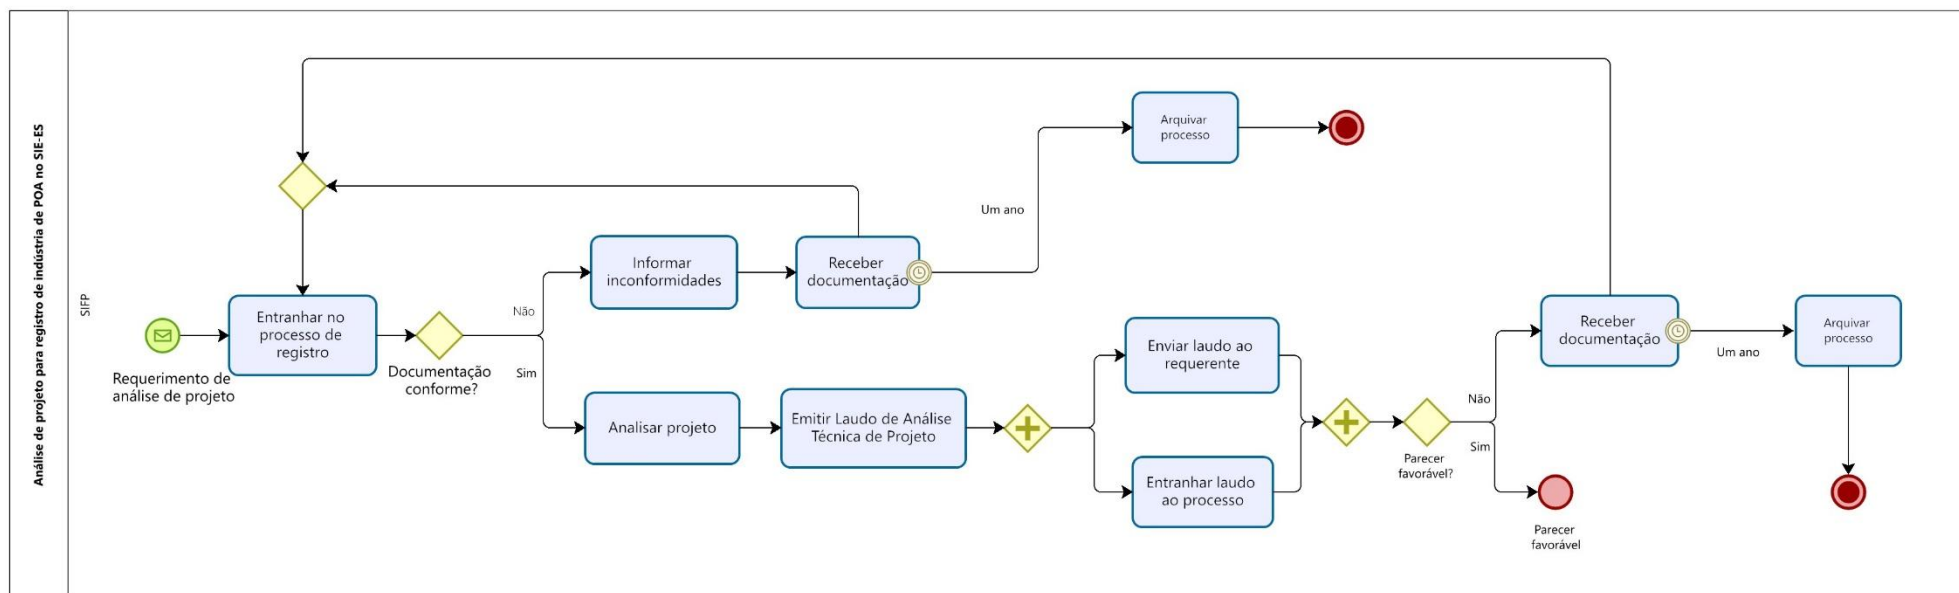 Análise de projeto para registro de indústria de POA no SIE-ES
SIFP
Requerimento de
análise de projeto
Entranhar no
processo de
registro
Documentação
conforme?
Não
Sim
Informar
inconformidades
Receber
documentação
Um ano
Arquivar
processo
Analisar projeto
Emitir Laudo de Análise
Técnica de Projeto
Enviar laudo ao
requerente
Entranhar laudo
ao processo
Parecer
favorável?
Não
Sim
Parecer
favorável
Receber
documentação
Um ano
Arquivar
processo